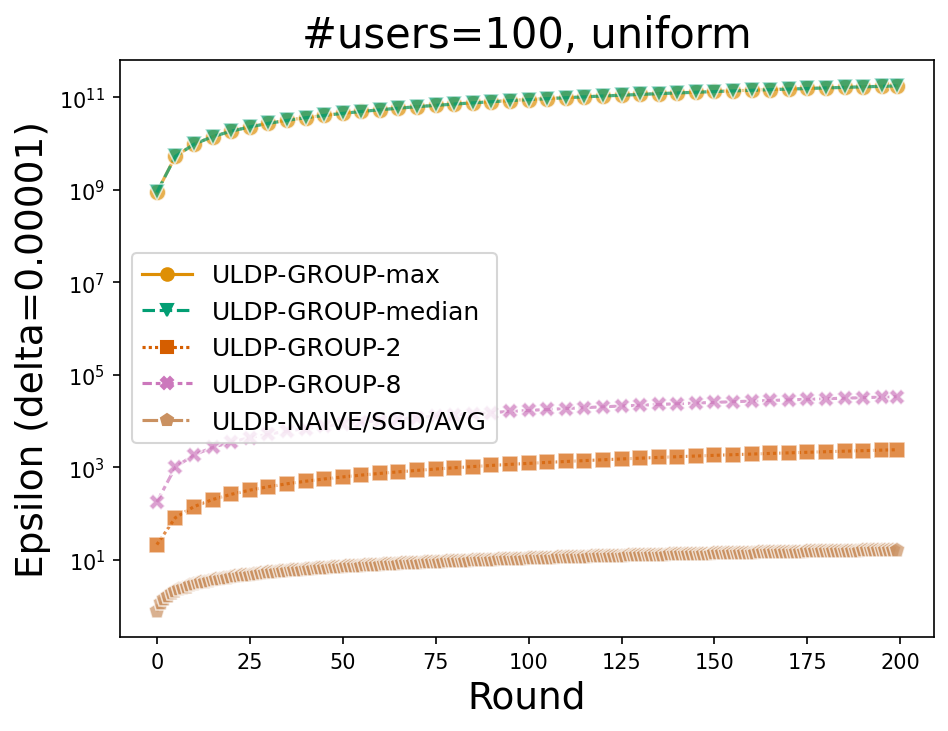 #users=100, uniform
Epsilon (delta=0.00001)
10^11
10^9
10^7
10^5
10^3
10^1
ULDP-GROUP-max
ULDP-GROUP-median
ULDP-GROUP-2
ULDP-GROUP-8
ULDP-NAIVE/SGD/AVG
0 25 50 75 100 125 150 175 200
Round